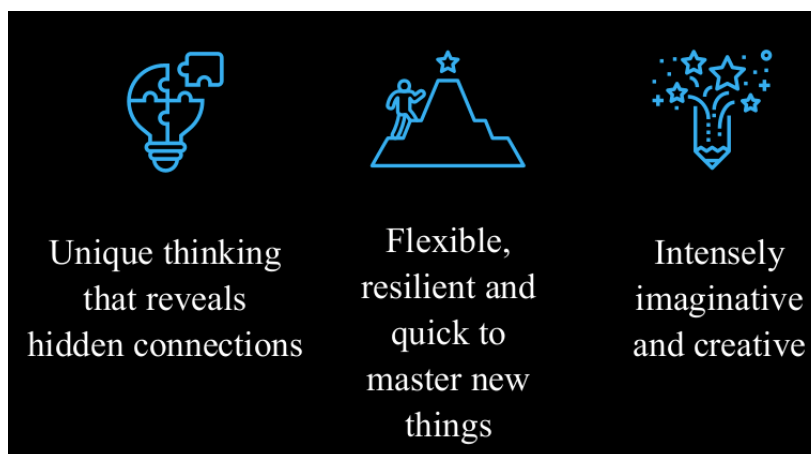 Unique thinking
that reveals
hidden connections
Flexible,
resilient and
quick to
master new
things
Intensely
imaginative
and creative